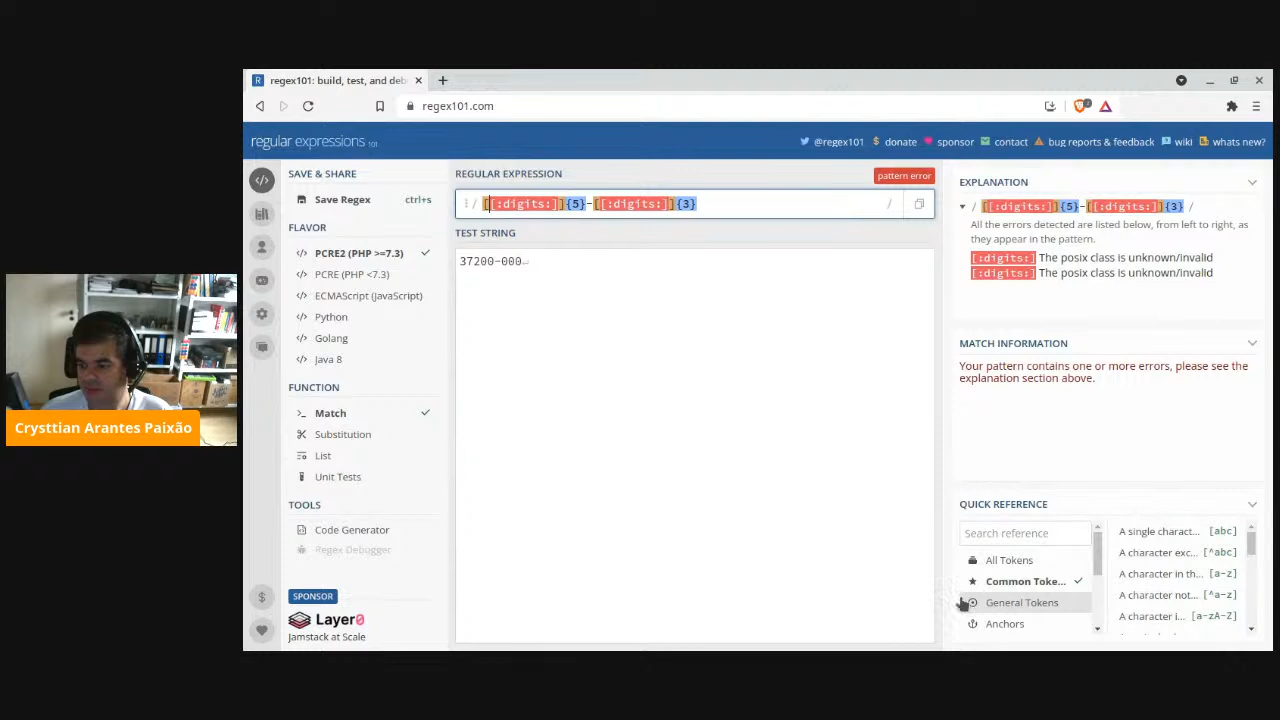 regex101: build, test, and deb
regex101.com
regular expressions 101
@regex101
$ donate
sponsor
contact
bug reports & feedback
wiki
whats new?
SAVE & SHARE
Save Regex ctrl+s
FLAVOR
PCRE2 (PHP >=7.3)
PCRE (PHP <7.3)
ECMAScript (JavaScript)
Python
Golang
Java 8
FUNCTION
Match
Substitution
List
Unit Tests
TOOLS
Code Generator
Regex Debugger
SPONSOR
Layer0
Jamstack at Scale
REGULAR EXPRESSION
pattern error
/ [[:digits:]]{5}-[[:digits:]]{3} /
TEST STRING
37200-000
EXPLANATION
/ [[:digits:]]{5}-[[:digits:]]{3} /
All the errors detected are listed below, from left to right, as
they appear in the pattern.
[:digits:] The posix class is unknown/invalid
[:digits:] The posix class is unknown/invalid
MATCH INFORMATION
Your pattern contains one or more errors, please see the
explanation section above.
QUICK REFERENCE
Search reference
All Tokens
Common Toke...
General Tokens
Anchors
A single charact... [abc]
A character exc... [^abc]
A character in th... [a-z]
A character not... [^a-z]
A character i... [a-zA-Z]
Crysttian Arantes Paixão